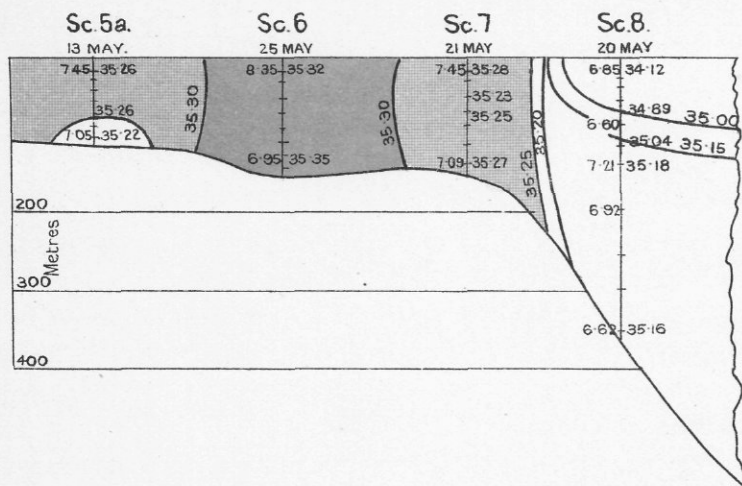 Sc.5a. Sc.6 Sc.7 Sc.8.
13 MAY. 25 MAY 21 MAY 20 MAY
7·45 35·26 8·35 35·32 7·45 35·28 6·85 34·12
35·23
35·26 35·30 35·30 35·25 35·20 34·89 35·00
6·60
7·05 35·22 35·04 35·15
6·95 35·35 7·09 35·27 35·25 7·21 35·18
200 6·92
Metres
300
6·62 35·16
400